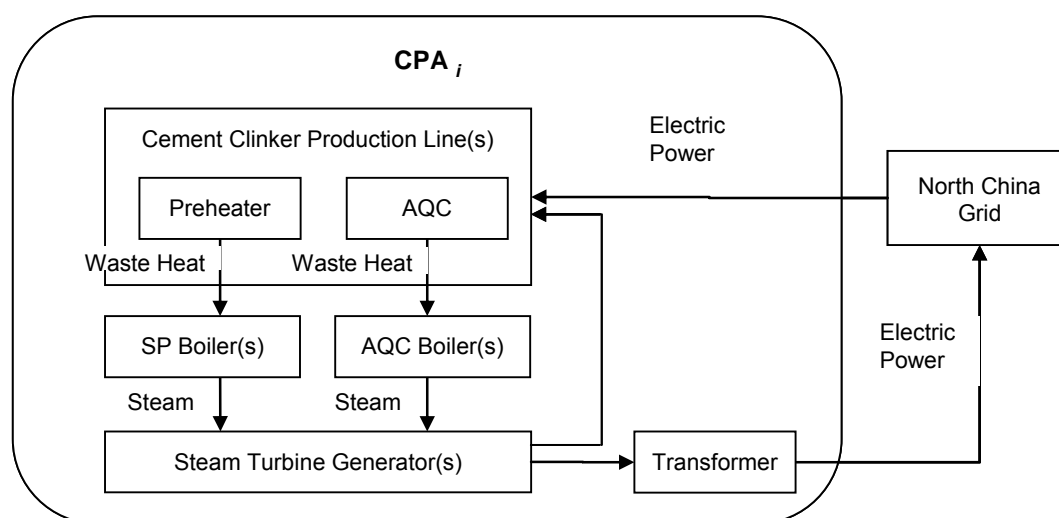 CPA i
Cement Clinker Production Line(s)
Electric
Power
North China
Grid
Preheater
AQC
Waste Heat
Waste Heat
SP Boiler(s)
AQC Boiler(s)
Electric
Power
Steam
Steam
Steam Turbine Generator(s)
Transformer